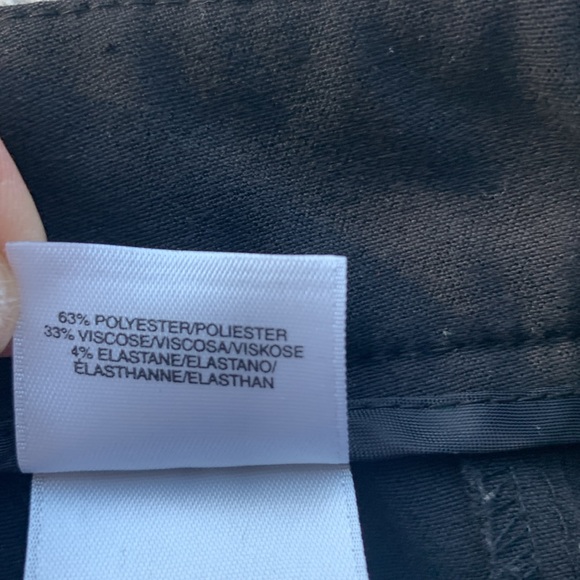 63% POLYESTER/POLIESTER
33% VISCOSE/VISCOSA/VISKOSE
4% ELASTANE/ELASTANO/
ÉLASTHANNE/ELASTHAN